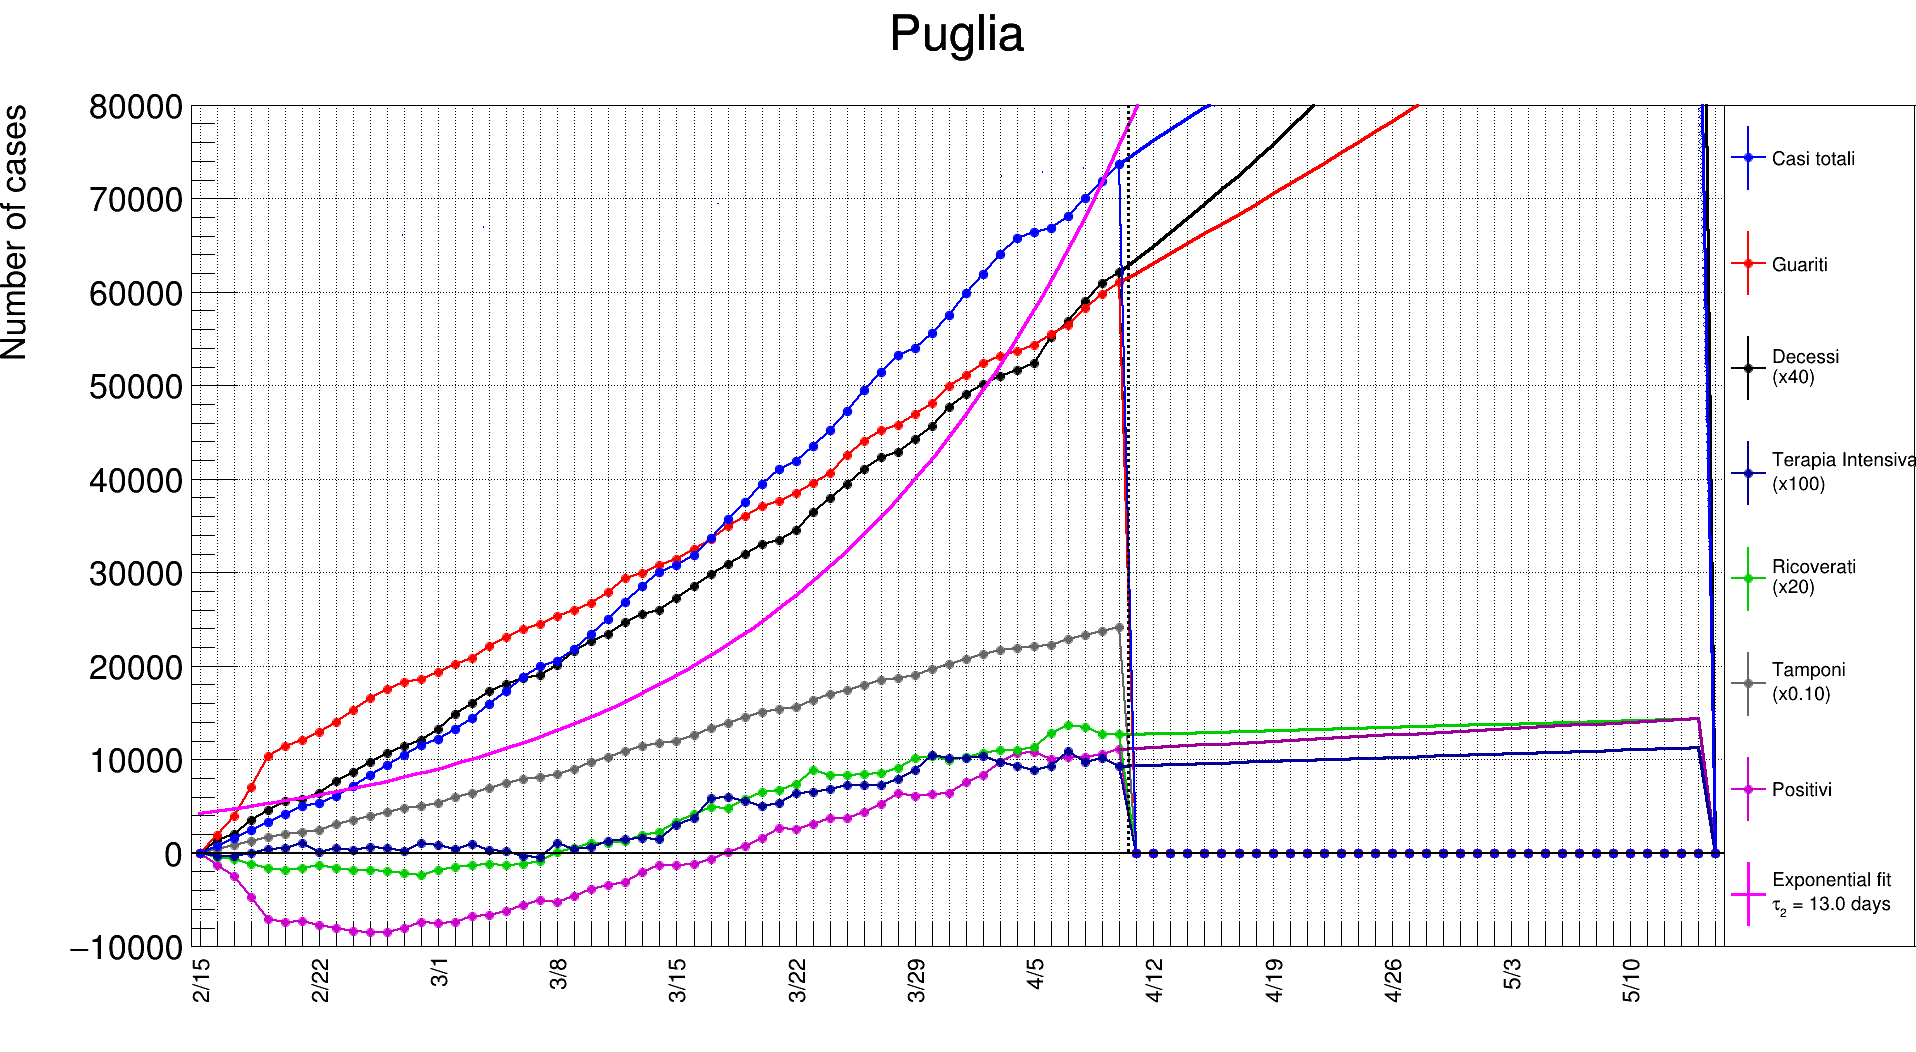 Puglia
Number of cases
80000
70000
60000
50000
40000
30000
20000
10000
0
−10000
2/15
2/22
3/1
3/8
3/15
3/22
3/29
4/5
4/12
4/19
4/26
5/3
5/10
Casi totali
Guariti
Decessi
(x40)
Terapia Intensiva
(x100)
Ricoverati
(x20)
Tamponi
(x0.10)
Positivi
Exponential fit
τ2 = 13.0 days